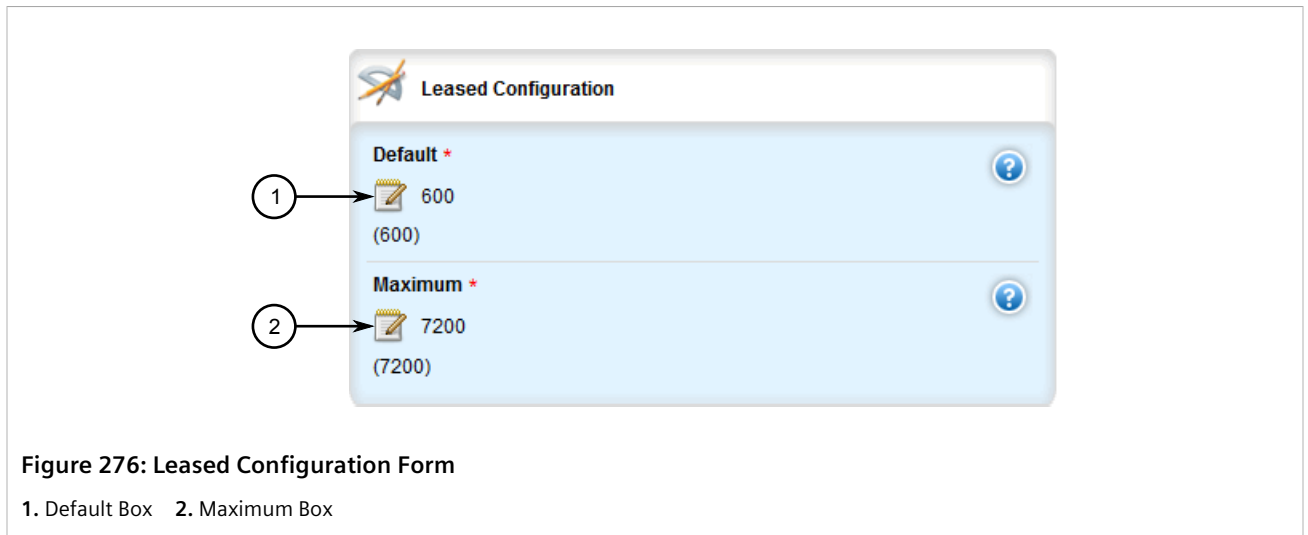 Leased Configuration
Default *
1
600
(600)
Maximum *
2
7200
(7200)
Figure 276: Leased Configuration Form
1. Default Box 2. Maximum Box